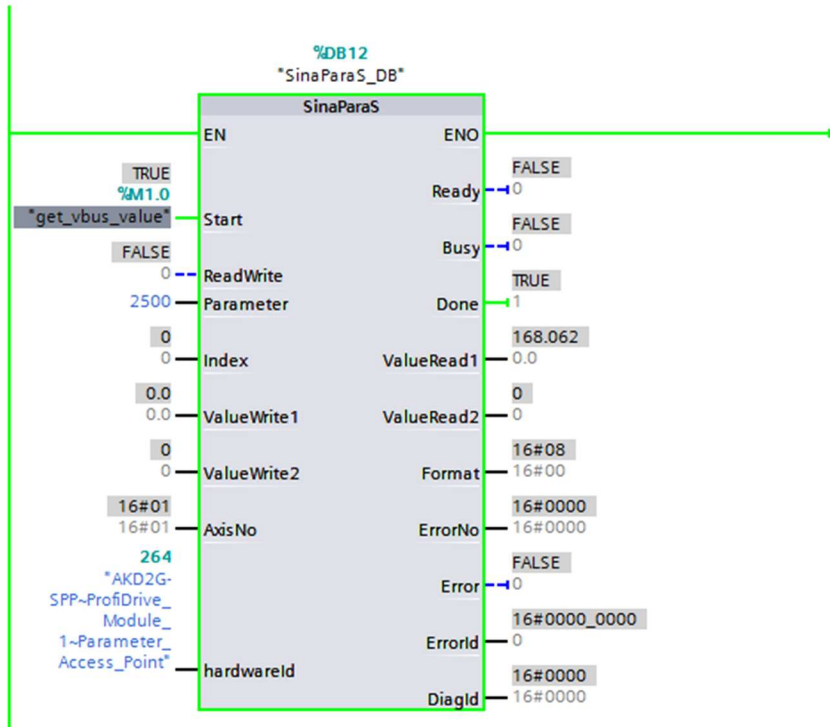 %DB12
"SinaParaS_DB"
SinaParaS
EN ENO
TRUE
%M1.0
"get_vbus_value" Start
FALSE
Ready 0
FALSE
0 ReadWrite
FALSE
Busy 0
2500 Parameter
TRUE
Done 1
0
0 Index
168.062
ValueRead1 0.0
0.0
0.0 ValueWrite1
0
ValueRead2 0
0
0 ValueWrite2
16#08
Format 16#00
16#01
16#01 AxisNo
16#0000
ErrorNo 16#0000
264
"AKD2G-
SPP~ProfiDrive_
Module_
1~Parameter_
Access_Point" hardwareId
FALSE
Error 0
16#0000_0000
ErrorId 0
16#0000
DiagId 16#0000